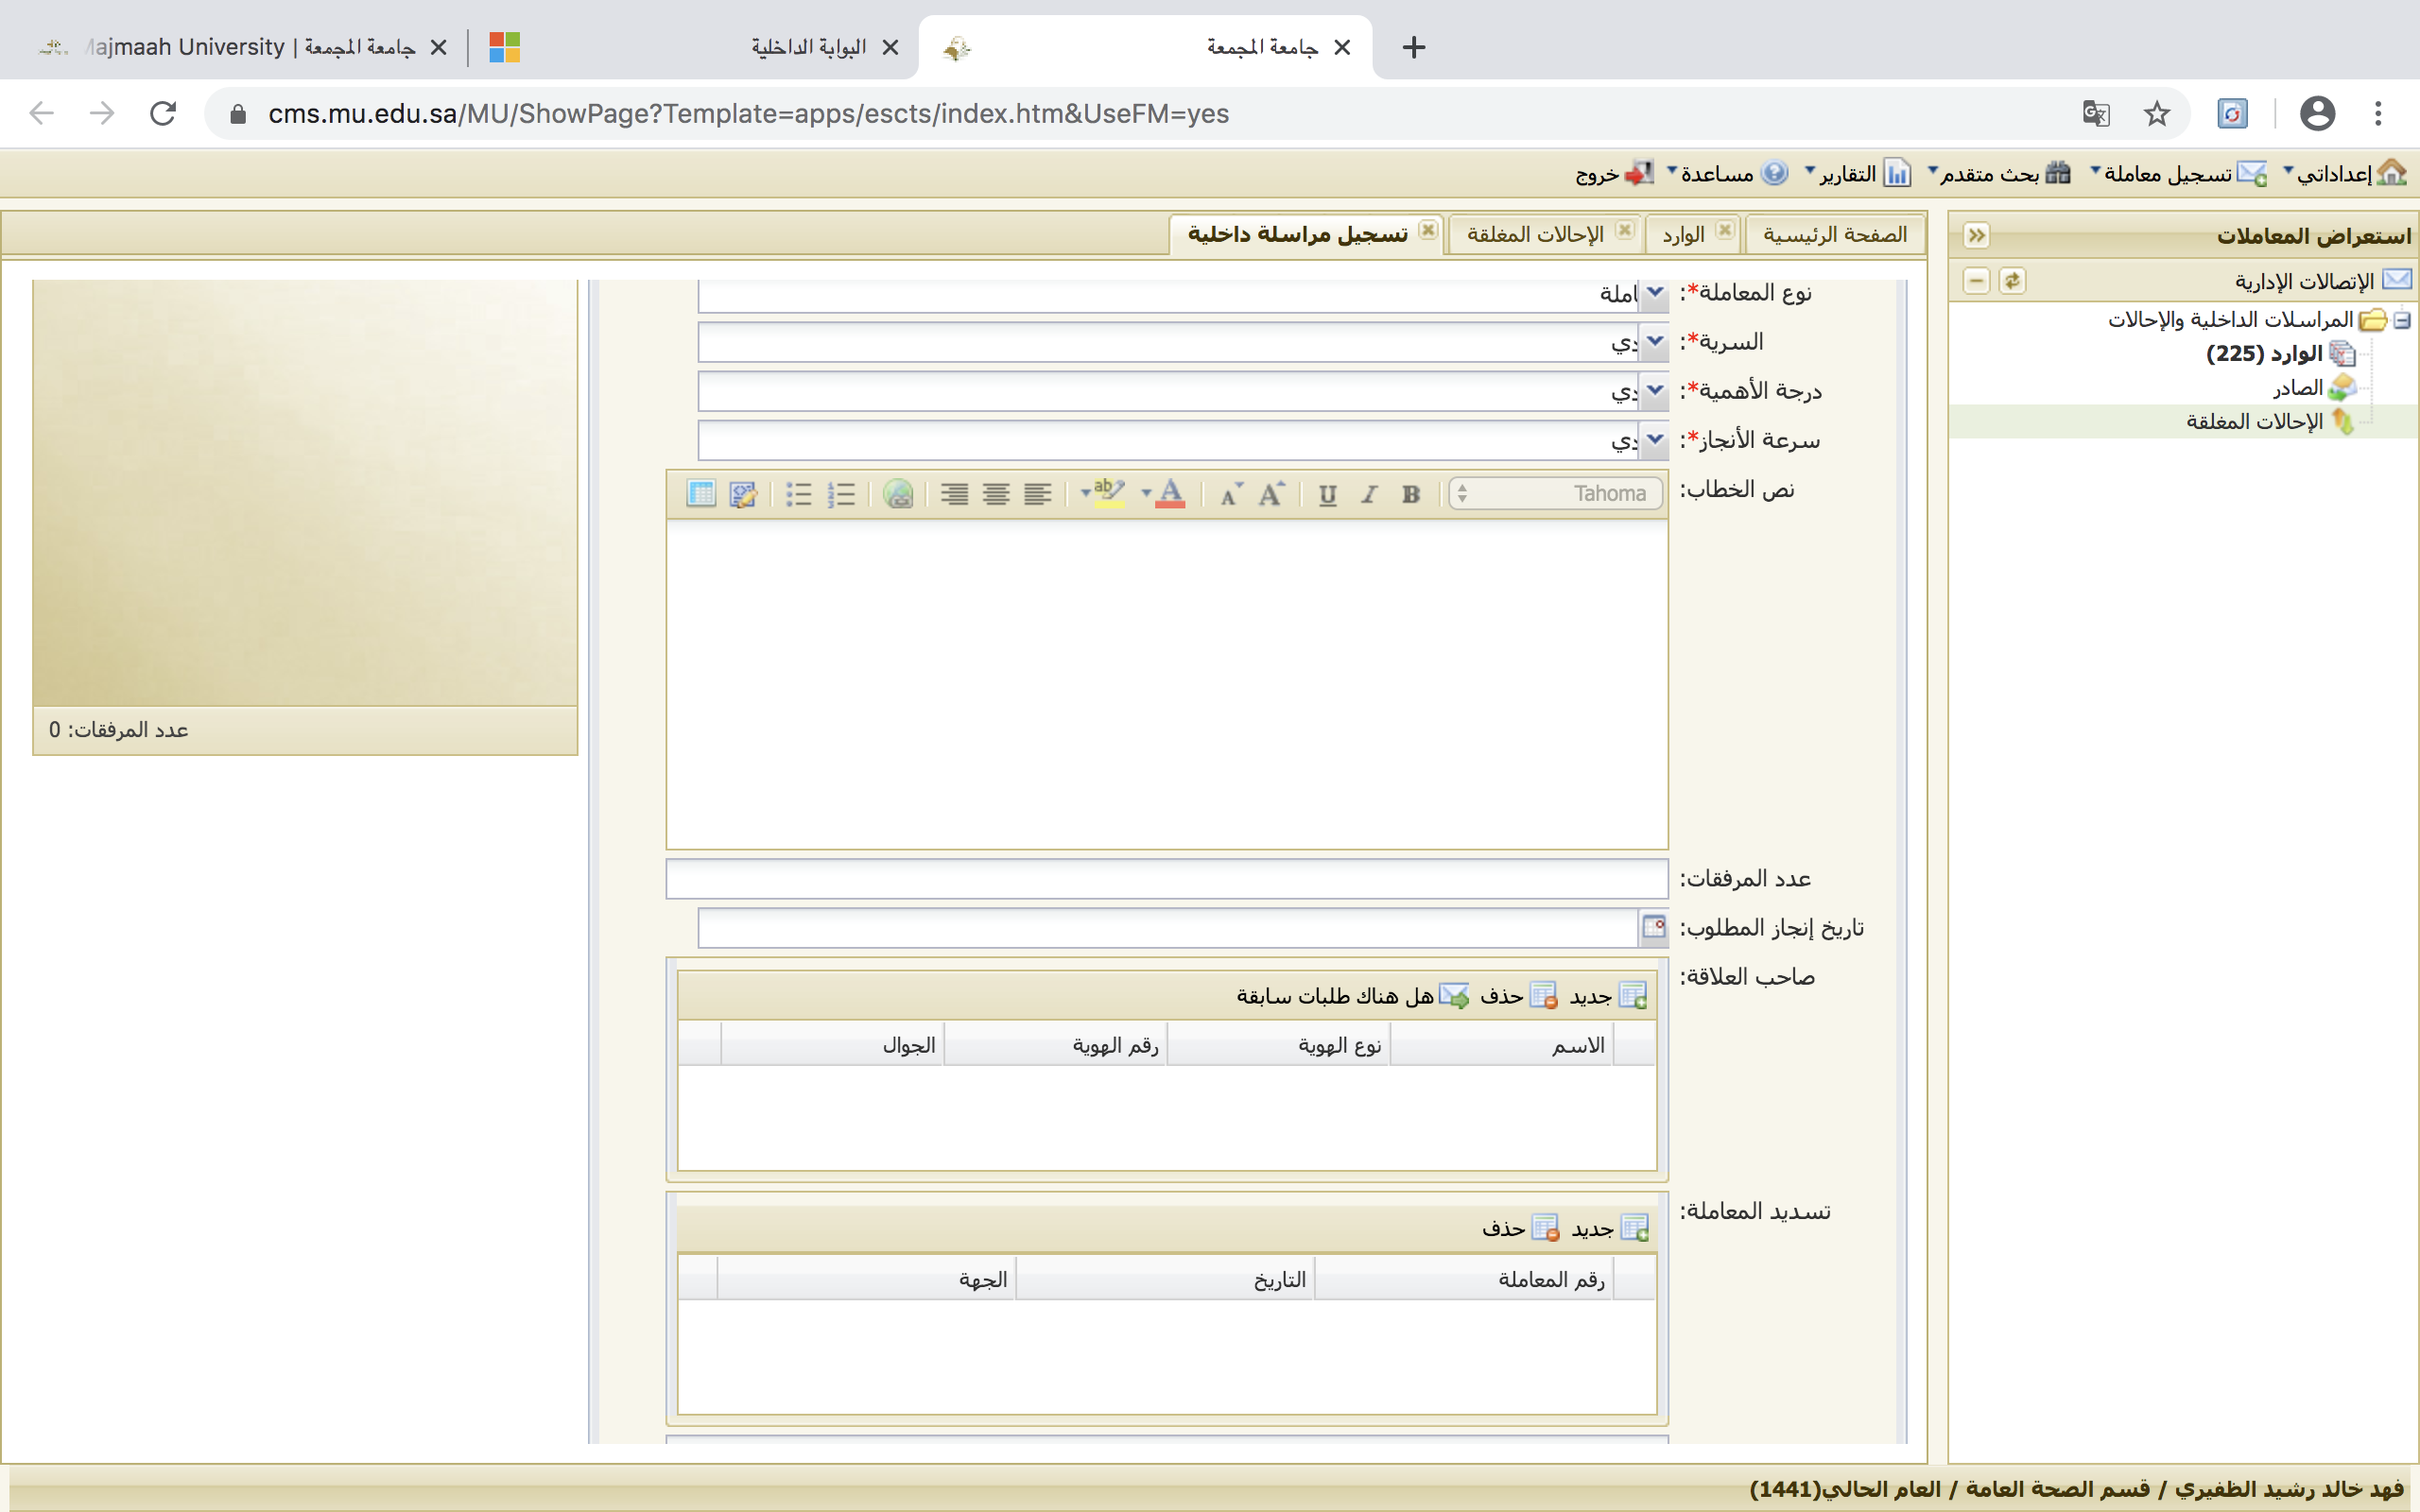 Majmaah University | جامعة المجمعة
البوابة الداخلية
جامعة المجمعة
cms.mu.edu.sa/MU/ShowPage?Template=apps/escts/index.htm&UseFM=yes
إعداداتي تسجيل معاملة بحث متقدم التقارير مساعدة خروج
استعراض المعاملات
الإتصالات الإدارية
المراسلات الداخلية والإحالات
الوارد (225)
الصادر
الإحالات المغلقة
الصفحة الرئيسية الوارد الإحالات المغلقة تسجيل مراسلة داخلية
نوع المعاملة*:
السرية*:
درجة الأهمية*:
سرعة الأنجاز*:
نص الخطاب:
Tahoma
عدد المرفقات:
تاريخ إنجاز المطلوب:
صاحب العلاقة:
جديد حذف هل هناك طلبات سابقة
الاسم نوع الهوية رقم الهوية الجوال
تسديد المعاملة:
جديد حذف
رقم المعاملة التاريخ الجهة
عدد المرفقات: 0
فهد خالد رشيد الظفيري / قسم الصحة العامة / العام الحالي(1441)